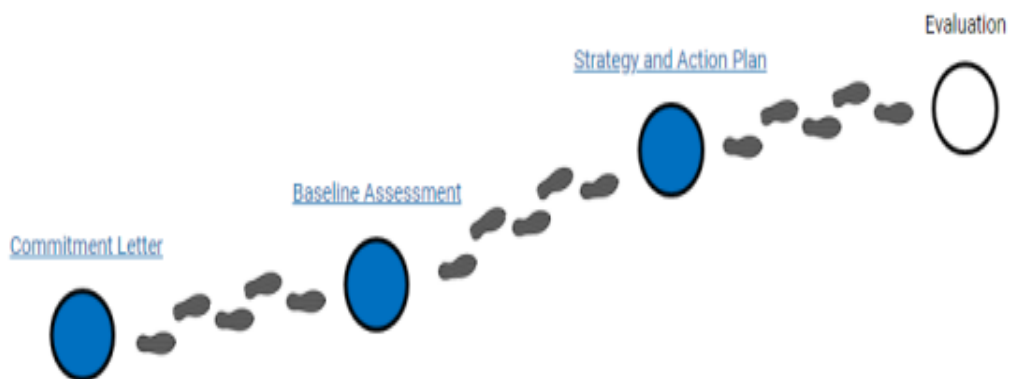 Evaluation
Strategy and Action Plan
Baseline Assessment
Commitment Letter